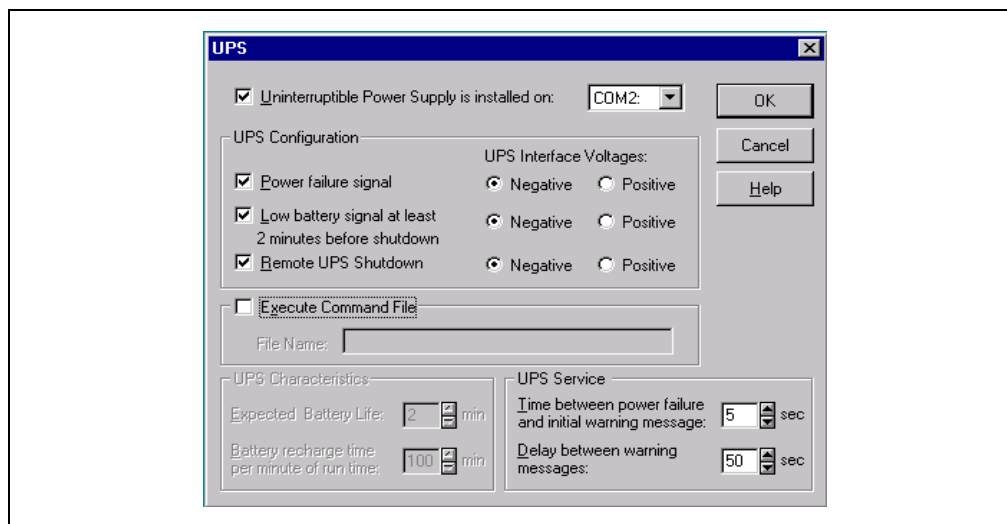 UPS
Uninterruptible Power Supply is installed on: COM2:
OK
Cancel
Help
UPS Configuration
UPS Interface Voltages:
Power failure signal Negative Positive
Low battery signal at least
2 minutes before shutdown Negative Positive
Remote UPS Shutdown Negative Positive
Execute Command File
File Name:
UPS Characteristics
Expected Battery Life: 2 min
Battery recharge time
per minute of run time: 100 min
UPS Service
Time between power failure
and initial warning message: 5 sec
Delay between warning
messages: 50 sec